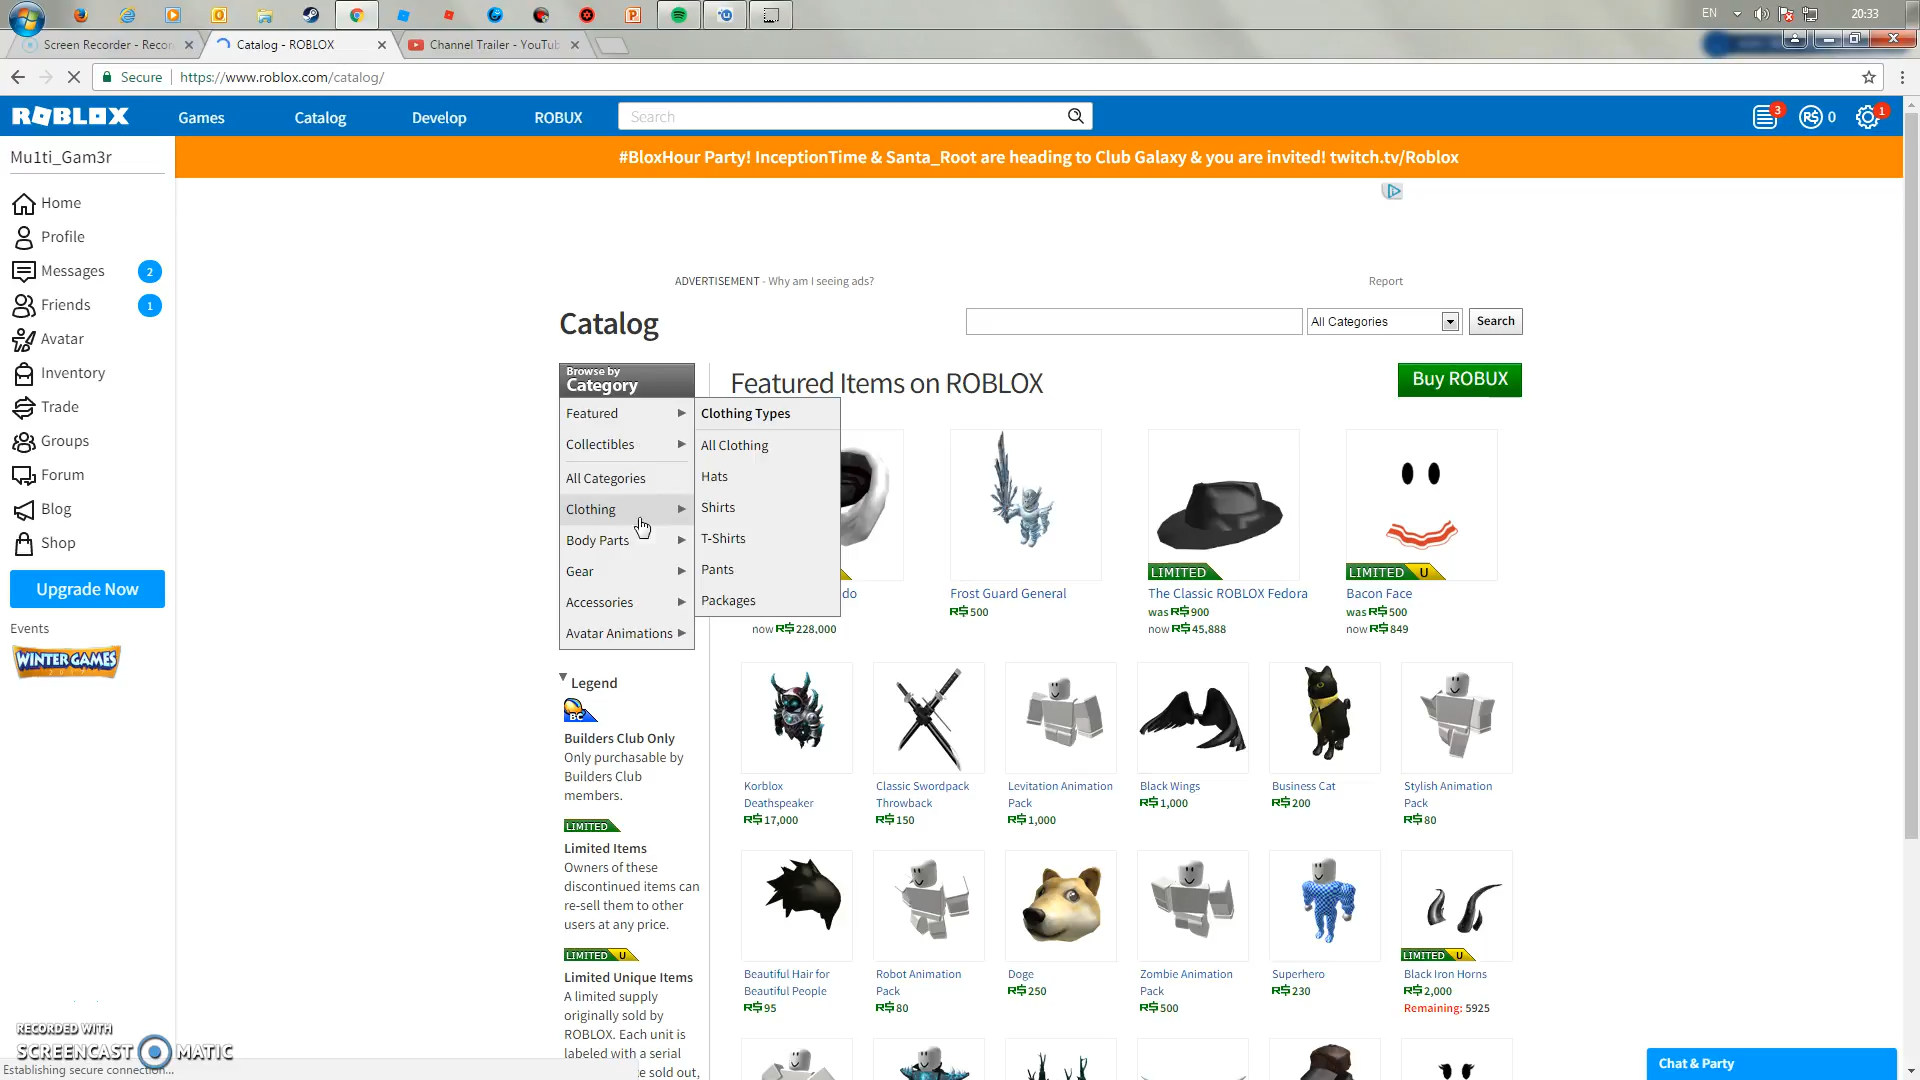 EN
20:33
Screen Recorder - Recor
Catalog - ROBLOX
Channel Trailer - YouTub
Secure
https://www.roblox.com/catalog/
ROBLOX
Games
Catalog
Develop
ROBUX
Search
3
R$ 0
1
Mu1ti_Gam3r
#BloxHour Party! InceptionTime & Santa_Root are heading to Club Galaxy & you are invited! twitch.tv/Roblox
Home
Profile
Messages 2
Friends 1
Avatar
Inventory
Trade
Groups
Forum
Blog
Shop
Upgrade Now
Events
WINTER GAMES
ADVERTISEMENT - Why am I seeing ads?
Report
Catalog
All Categories
Search
Browse by
Category
Featured
Collectibles
All Categories
Clothing
Body Parts
Gear
Accessories
Avatar Animations
Clothing Types
All Clothing
Hats
Shirts
T-Shirts
Pants
Packages
Featured Items on ROBLOX
Buy ROBUX
do
now R$ 228,000
Frost Guard General
R$ 500
LIMITED
The Classic ROBLOX Fedora
was R$ 900
now R$ 45,888
LIMITED U
Bacon Face
was R$ 500
now R$ 849
Korblox
Deathspeaker
R$ 17,000
Classic Swordpack
Throwback
R$ 150
Levitation Animation
Pack
R$ 1,000
Black Wings
R$ 1,000
Business Cat
R$ 200
Stylish Animation
Pack
R$ 80
Beautiful Hair for
Beautiful People
R$ 95
Robot Animation
Pack
R$ 80
Doge
R$ 250
Zombie Animation
Pack
R$ 500
Superhero
R$ 230
LIMITED U
Black Iron Horns
R$ 2,000
Remaining: 5925
Legend
BC
Builders Club Only
Only purchasable by
Builders Club
members.
LIMITED
Limited Items
Owners of these
discontinued items can
re-sell them to other
users at any price.
LIMITED U
Limited Unique Items
A limited supply
originally sold by
ROBLOX. Each unit is
labeled with a serial
e sold out,
RECORDED WITH
SCREENCAST MATIC
Establishing secure connection...
Chat & Party